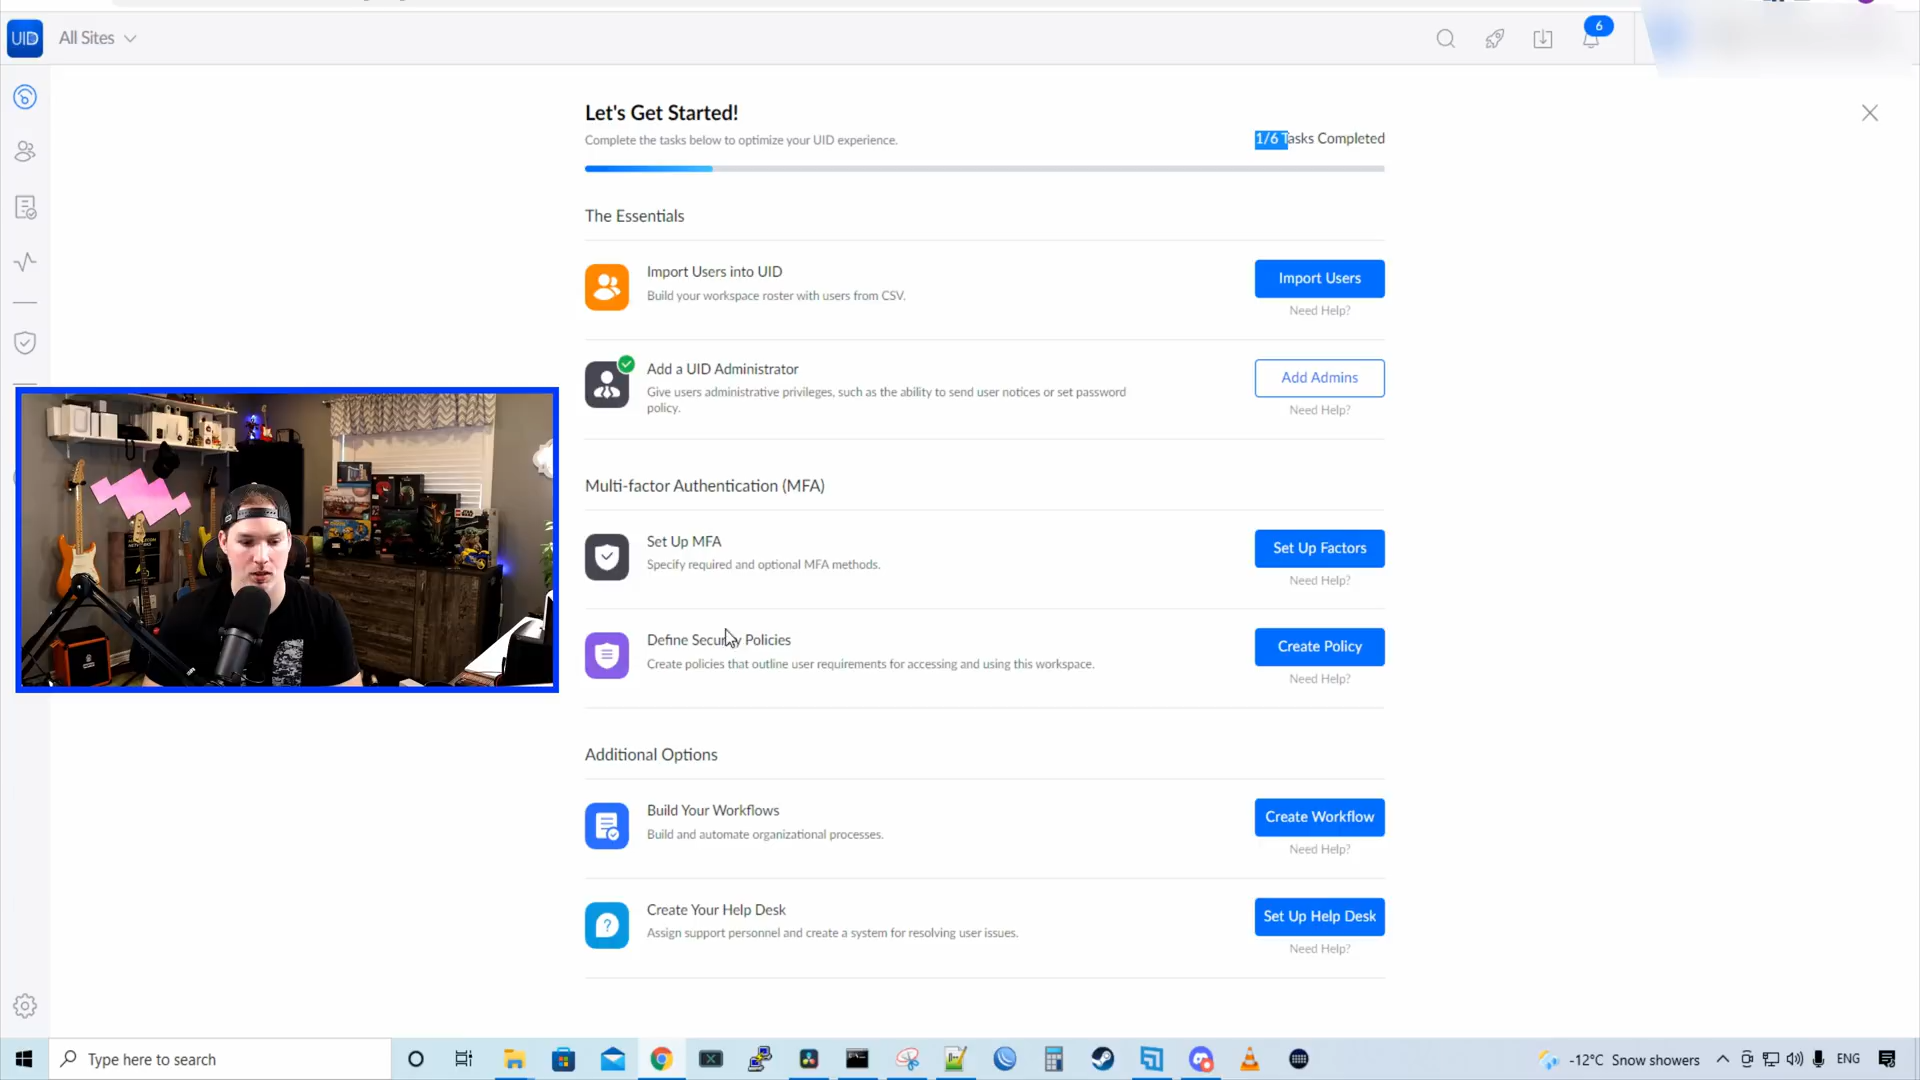 UID All Sites
6
Let's Get Started!
Complete the tasks below to optimize your UID experience.
1/6 Tasks Completed
The Essentials
Import Users into UID
Build your workspace roster with users from CSV.
Import Users
Need Help?
Add a UID Administrator
Give users administrative privileges, such as the ability to send user notices or set password
policy.
Add Admins
Need Help?
Multi-factor Authentication (MFA)
Set Up MFA
Specify required and optional MFA methods.
Set Up Factors
Need Help?
Define Security Policies
Create policies that outline user requirements for accessing and using this workspace.
Create Policy
Need Help?
Additional Options
Build Your Workflows
Build and automate organizational processes.
Create Workflow
Need Help?
Create Your Help Desk
Assign support personnel and create a system for resolving user issues.
Set Up Help Desk
Need Help?
Type here to search
-12°C Snow showers
ENG